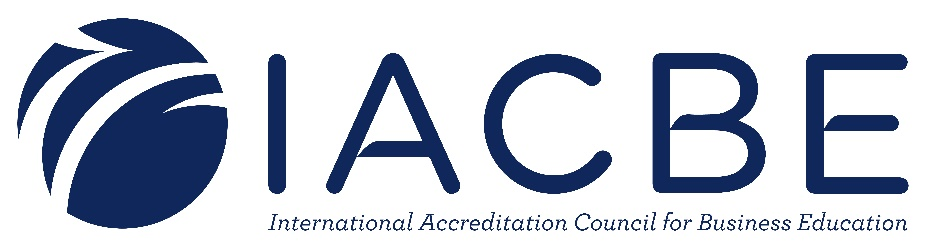 IACBE
International Accreditation Council for Business Education